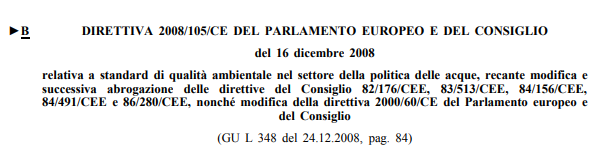 ►B DIRETTIVA 2008/105/CE DEL PARLAMENTO EUROPEO E DEL CONSIGLIO
del 16 dicembre 2008
relativa a standard di qualità ambientale nel settore della politica delle acque, recante modifica e
successiva abrogazione delle direttive del Consiglio 82/176/CEE, 83/513/CEE, 84/156/CEE,
84/491/CEE e 86/280/CEE, nonché modifica della direttiva 2000/60/CE del Parlamento europeo e
del Consiglio
(GU L 348 del 24.12.2008, pag. 84)